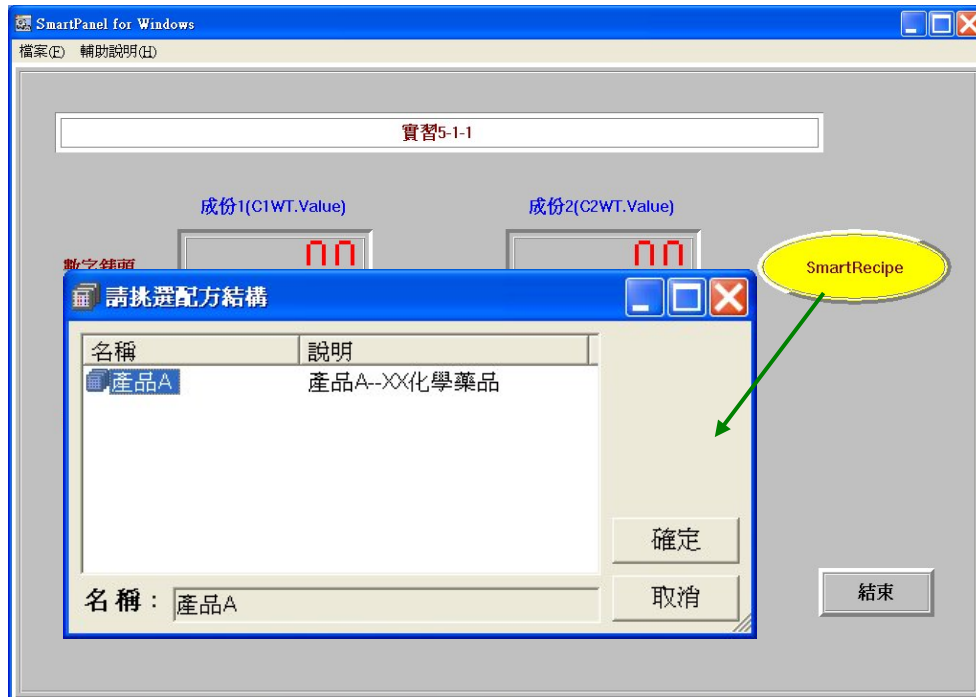 SmartPanel for Windows
檔案(F) 輔助說明(H)
實習5-1-1
成份1(C1WT.Value) 成份2(C2WT.Value)
SmartRecipe
請挑選配方結構
名稱 說明
產品A 產品A--XX化學藥品
確定
名稱： 產品A
取消
結束